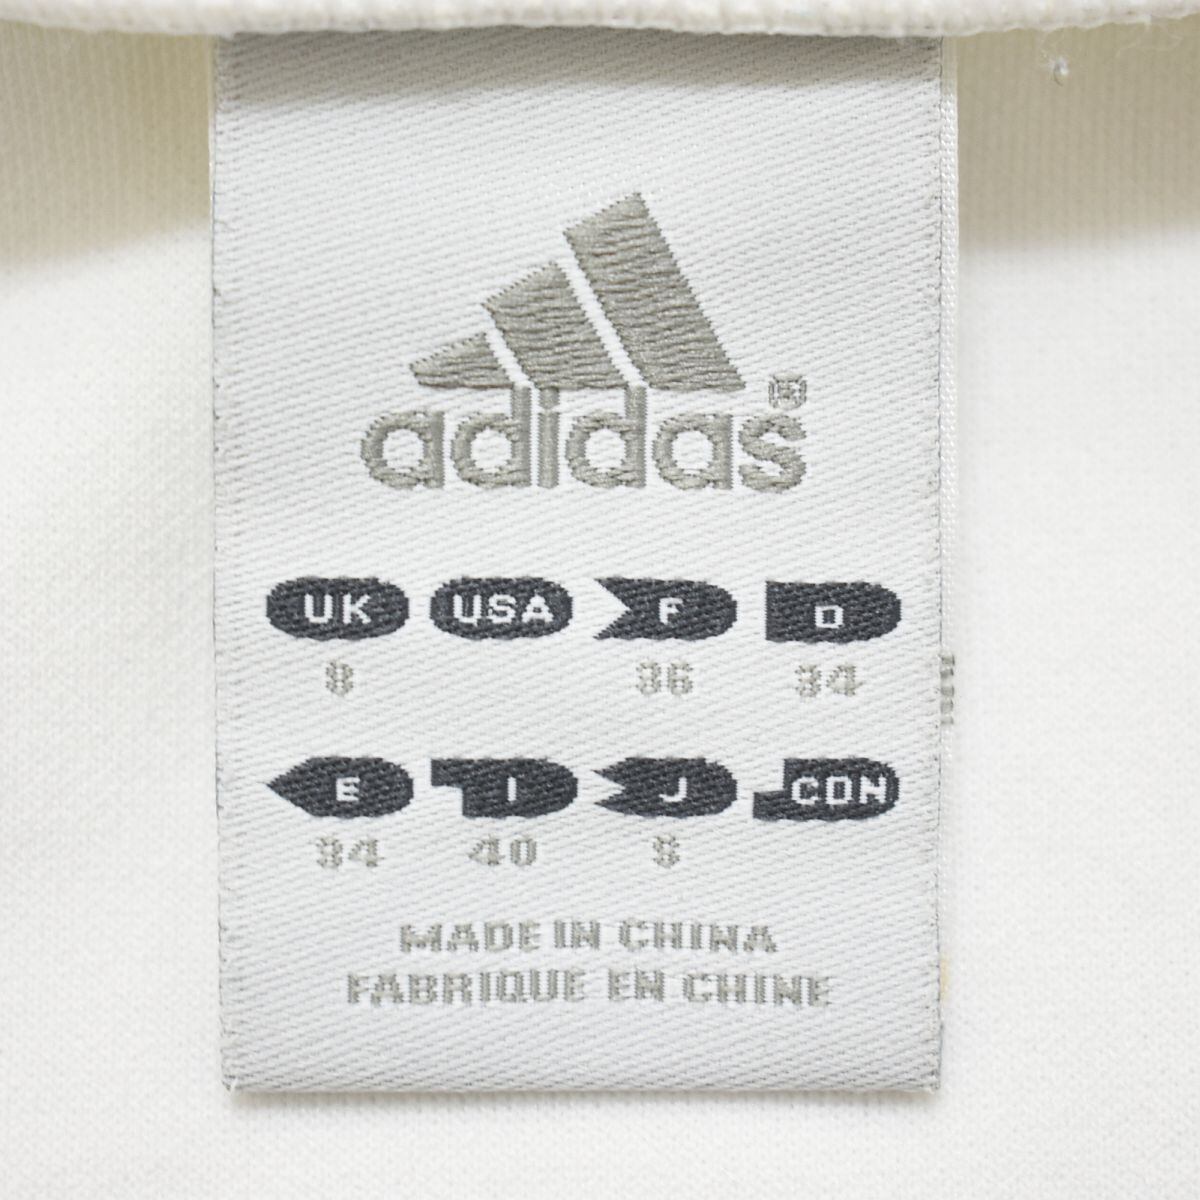 adidas®
UK USA F D
8 36 34
E I J CDN
34 40 S
MADE IN CHINA
FABRIQUE EN CHINE